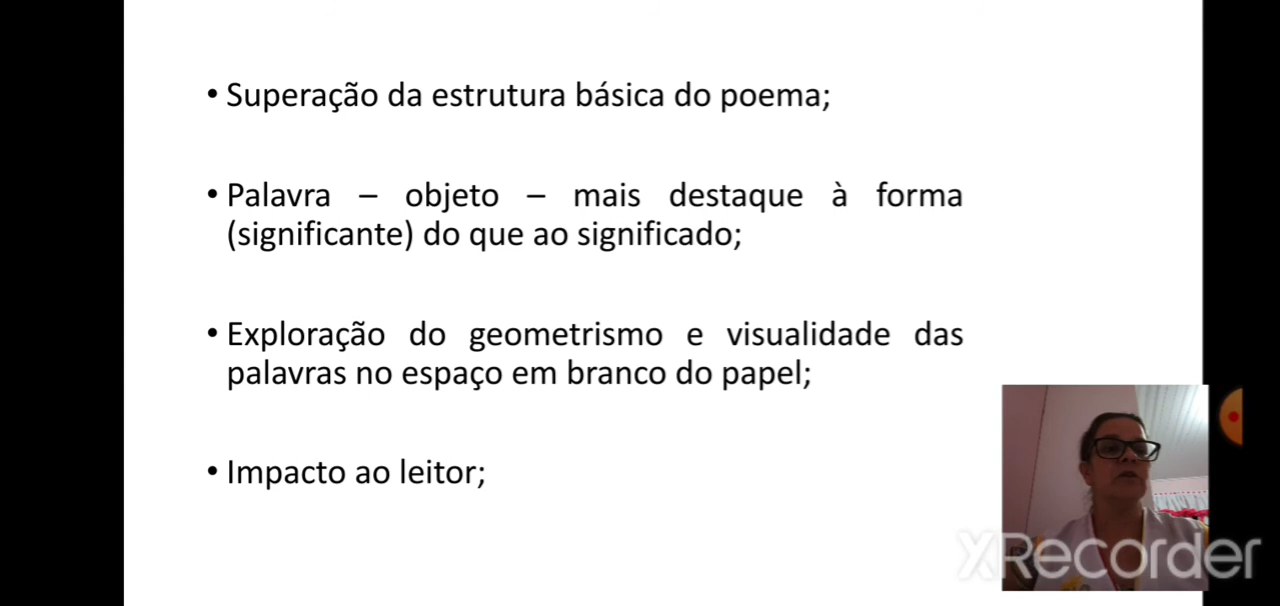 • Superação da estrutura básica do poema;
• Palavra – objeto – mais destaque à forma
(significante) do que ao significado;
• Exploração do geometrismo e visualidade das
palavras no espaço em branco do papel;
• Impacto ao leitor;
XRecorder